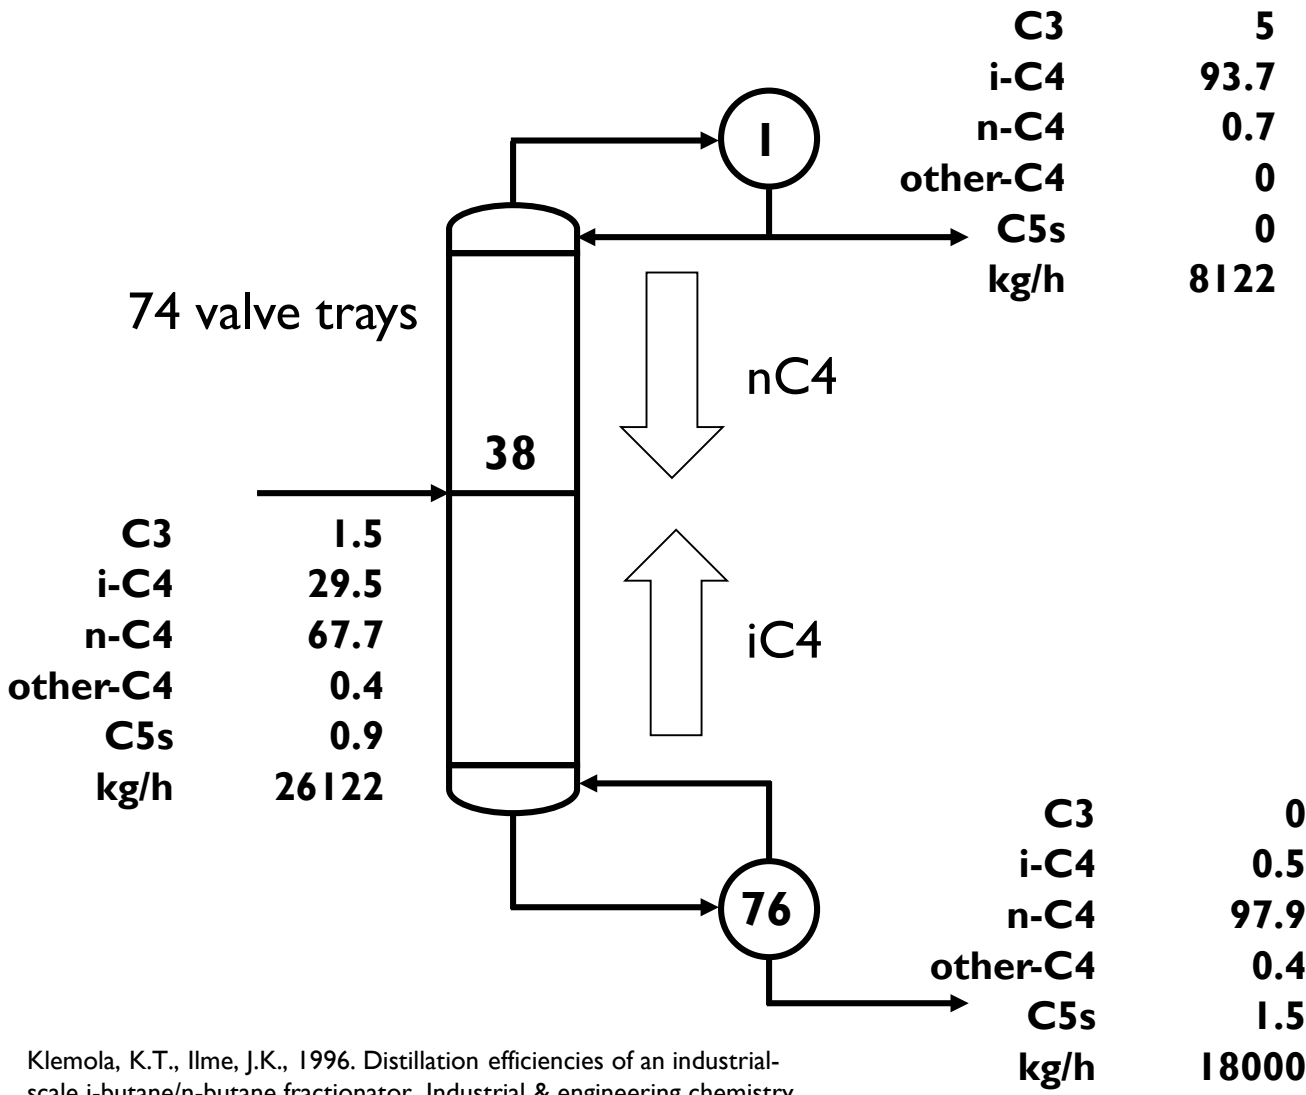 C3 5
i-C4 93.7
n-C4 0.7
other-C4 0
C5s 0
kg/h 8122
1
74 valve trays
nC4
38
iC4
C3 1.5
i-C4 29.5
n-C4 67.7
other-C4 0.4
C5s 0.9
kg/h 26122
76
C3 0
i-C4 0.5
n-C4 97.9
other-C4 0.4
C5s 1.5
kg/h 18000
Klemola, K.T., Ilme, J.K., 1996. Distillation efficiencies of an industrial-
scale i-butane/n-butane fractionator. Industrial & engineering chemistry